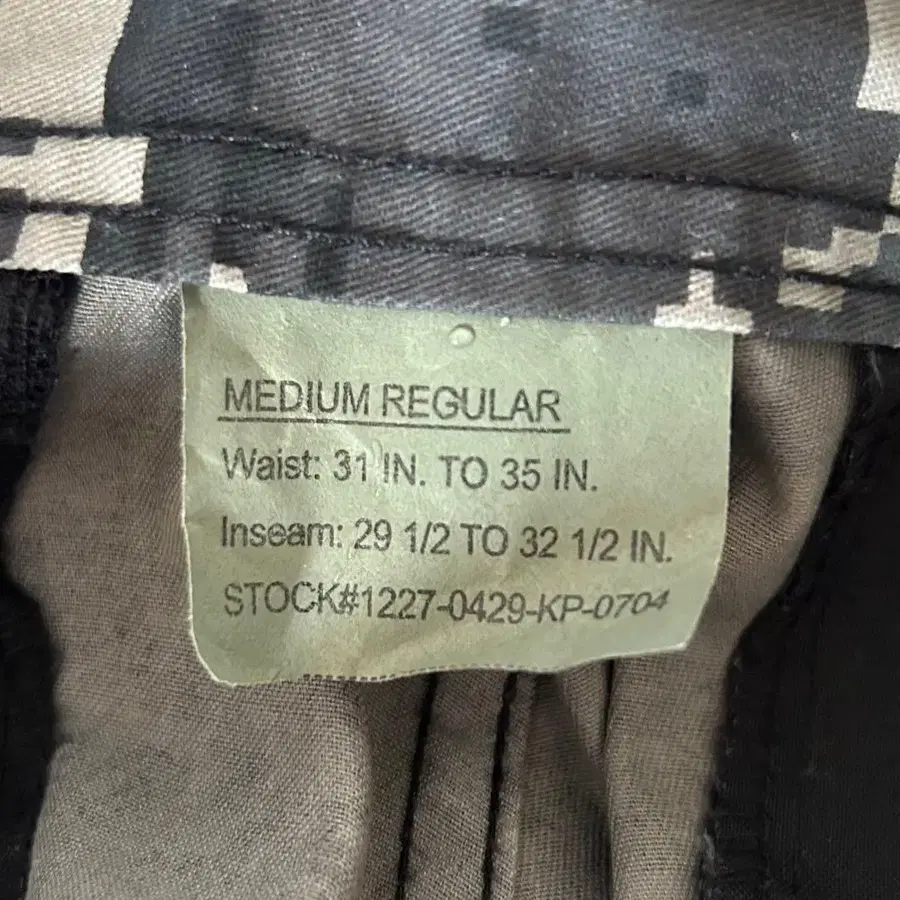 MEDIUM REGULAR
Waist: 31 IN. TO 35 IN.
Inseam: 29 1/2 TO 32 1/2 IN.
STOCK#1227-0429-KP-0704